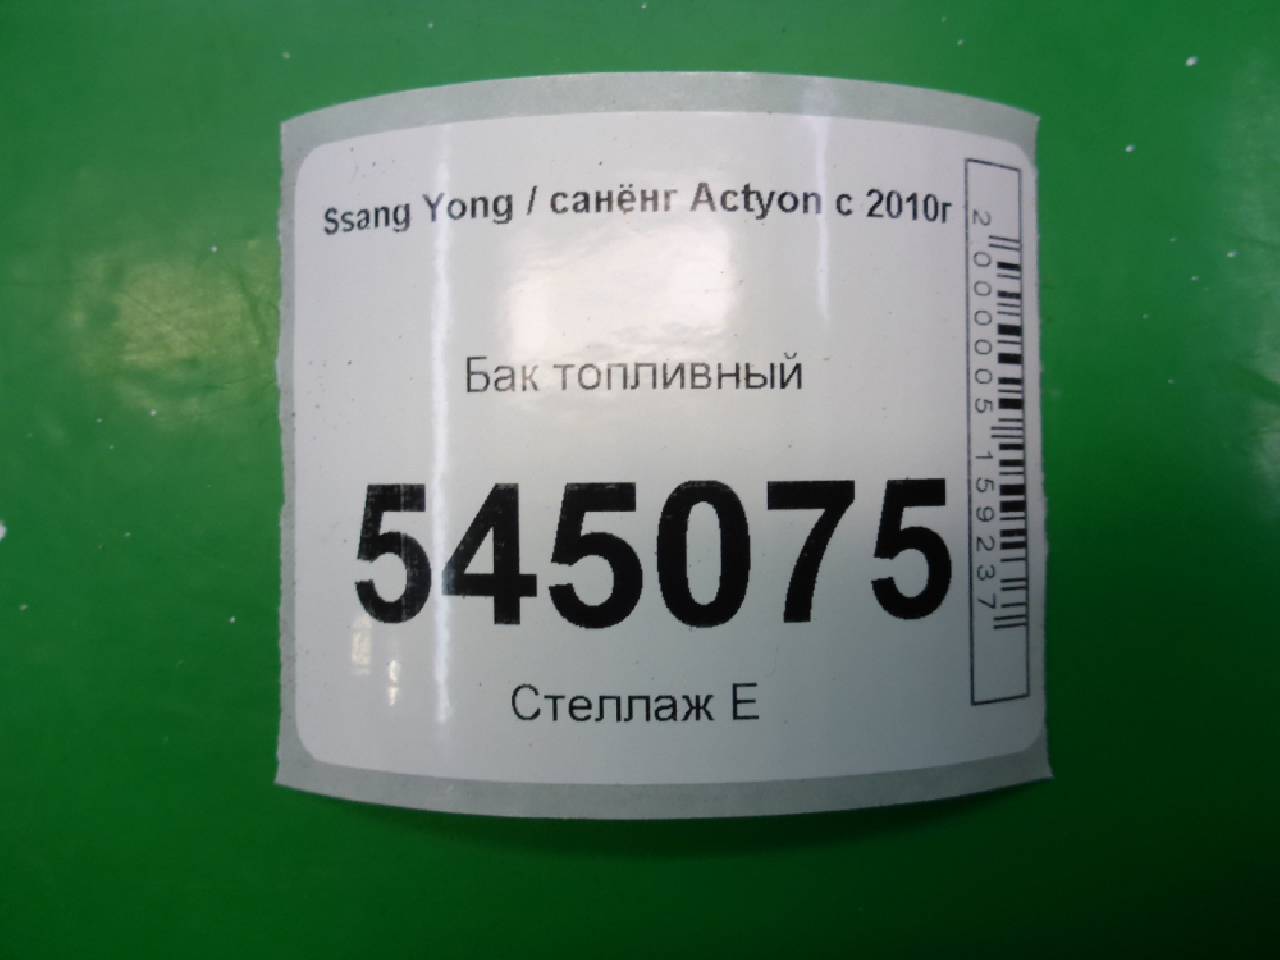 Ssang Yong / санёнг Actyon с 2010г
Бак топливный
545075
Стеллаж Е
2000005159237